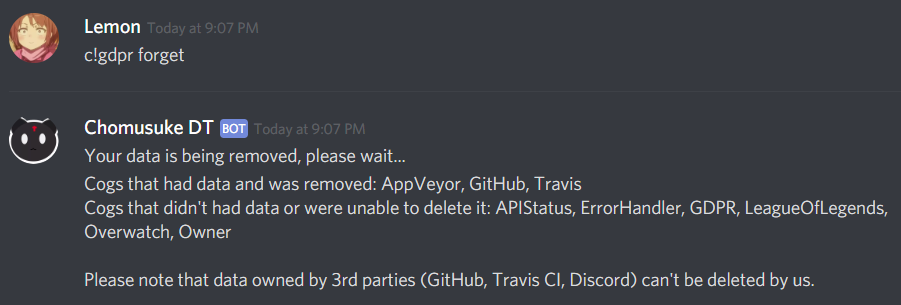 Lemon Today at 9:07 PM
c!gdpr forget
Chomusuke DT BOT Today at 9:07 PM
Your data is being removed, please wait...
Cogs that had data and was removed: AppVeyor, GitHub, Travis
Cogs that didn't had data or were unable to delete it: APIStatus, ErrorHandler, GDPR, LeagueOfLegends,
Overwatch, Owner
Please note that data owned by 3rd parties (GitHub, Travis CI, Discord) can't be deleted by us.